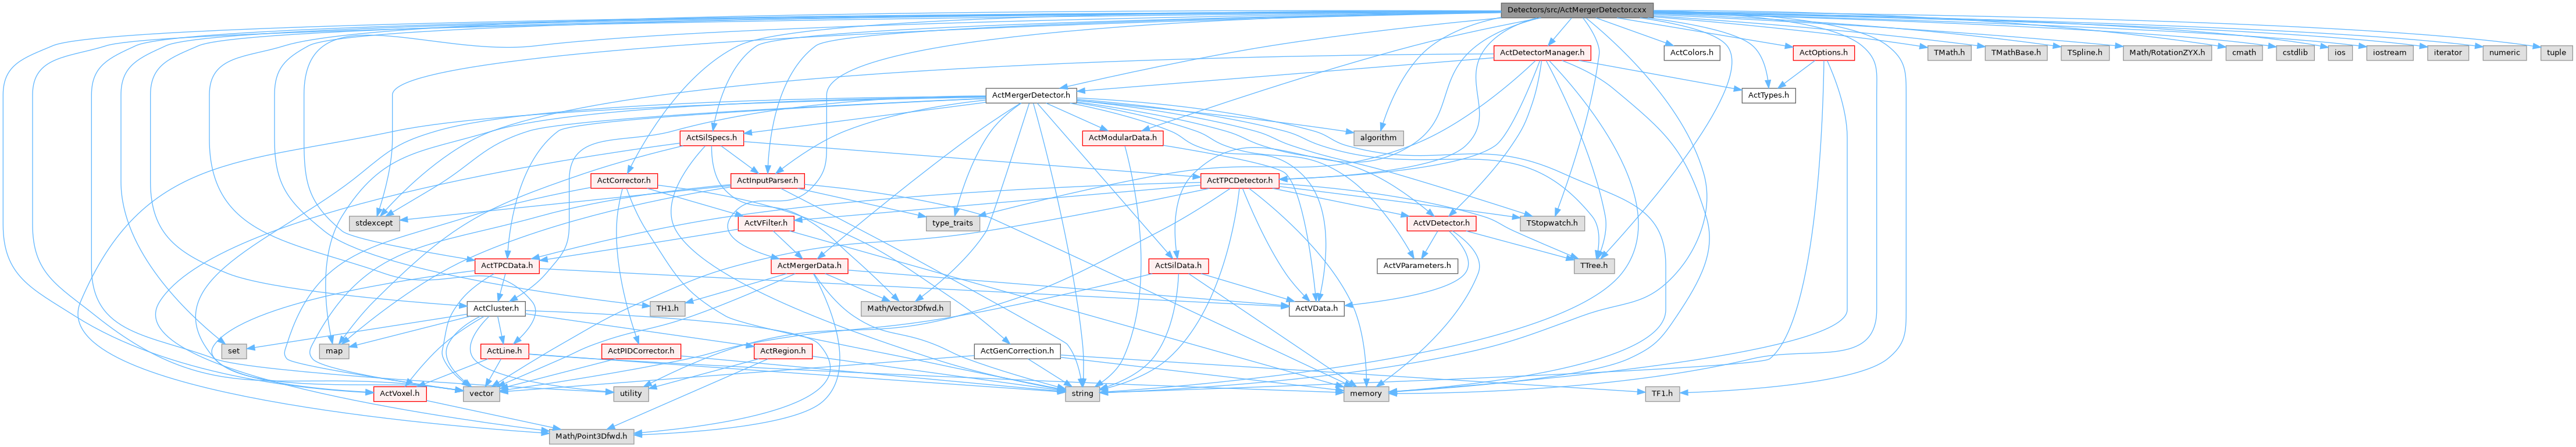 Detectors/src/ActMergerDetector.cxx
ActDetectorManager.h
ActColors.h
ActOptions.h
TMath.h
TMathBase.h
TSpline.h
Math/RotationZYX.h
cmath
cstdlib
ios
iostream
iterator
numeric
tuple
ActMergerDetector.h
ActTypes.h
ActSilSpecs.h
ActModularData.h
algorithm
ActCorrector.h
ActInputParser.h
ActTPCDetector.h
stdexcept
ActVFilter.h
type_traits
ActVDetector.h
TStopwatch.h
ActTPCData.h
ActMergerData.h
ActSilData.h
ActVParameters.h
TTree.h
ActCluster.h
TH1.h
Math/Vector3Dfwd.h
ActVData.h
set
map
ActLine.h
ActPIDCorrector.h
ActRegion.h
ActGenCorrection.h
ActVoxel.h
vector
utility
string
memory
TF1.h
Math/Point3Dfwd.h